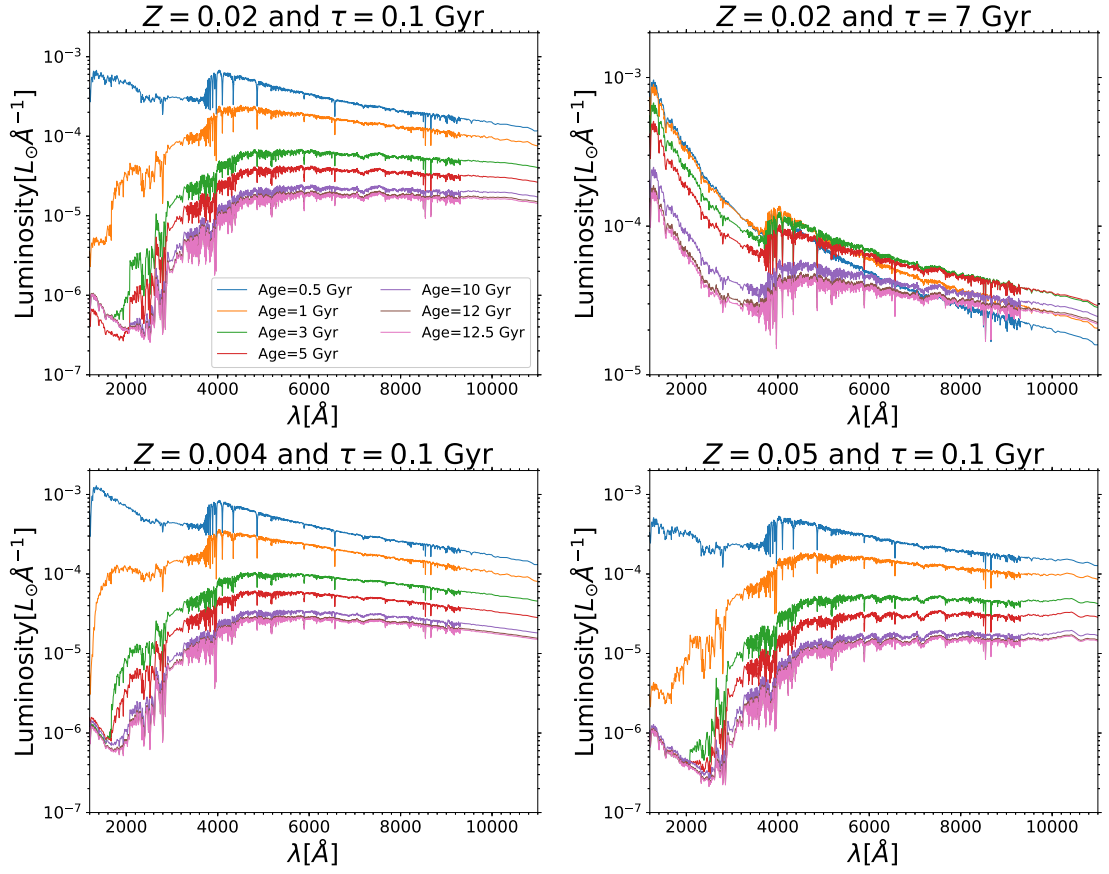 Z = 0.02 and τ = 0.1 Gyr
Luminosity[L⊙Å⁻¹]
10⁻³
10⁻⁴
10⁻⁵
10⁻⁶
10⁻⁷
Age=0.5 Gyr
Age=1 Gyr
Age=3 Gyr
Age=5 Gyr
Age=10 Gyr
Age=12 Gyr
Age=12.5 Gyr
2000 4000 6000 8000 10000
λ[Å]
Z = 0.02 and τ = 7 Gyr
Luminosity[L⊙Å⁻¹]
10⁻³
10⁻⁴
10⁻⁵
2000 4000 6000 8000 10000
λ[Å]
Z = 0.004 and τ = 0.1 Gyr
Luminosity[L⊙Å⁻¹]
10⁻³
10⁻⁴
10⁻⁵
10⁻⁶
10⁻⁷
2000 4000 6000 8000 10000
λ[Å]
Z = 0.05 and τ = 0.1 Gyr
Luminosity[L⊙Å⁻¹]
10⁻³
10⁻⁴
10⁻⁵
10⁻⁶
10⁻⁷
2000 4000 6000 8000 10000
λ[Å]